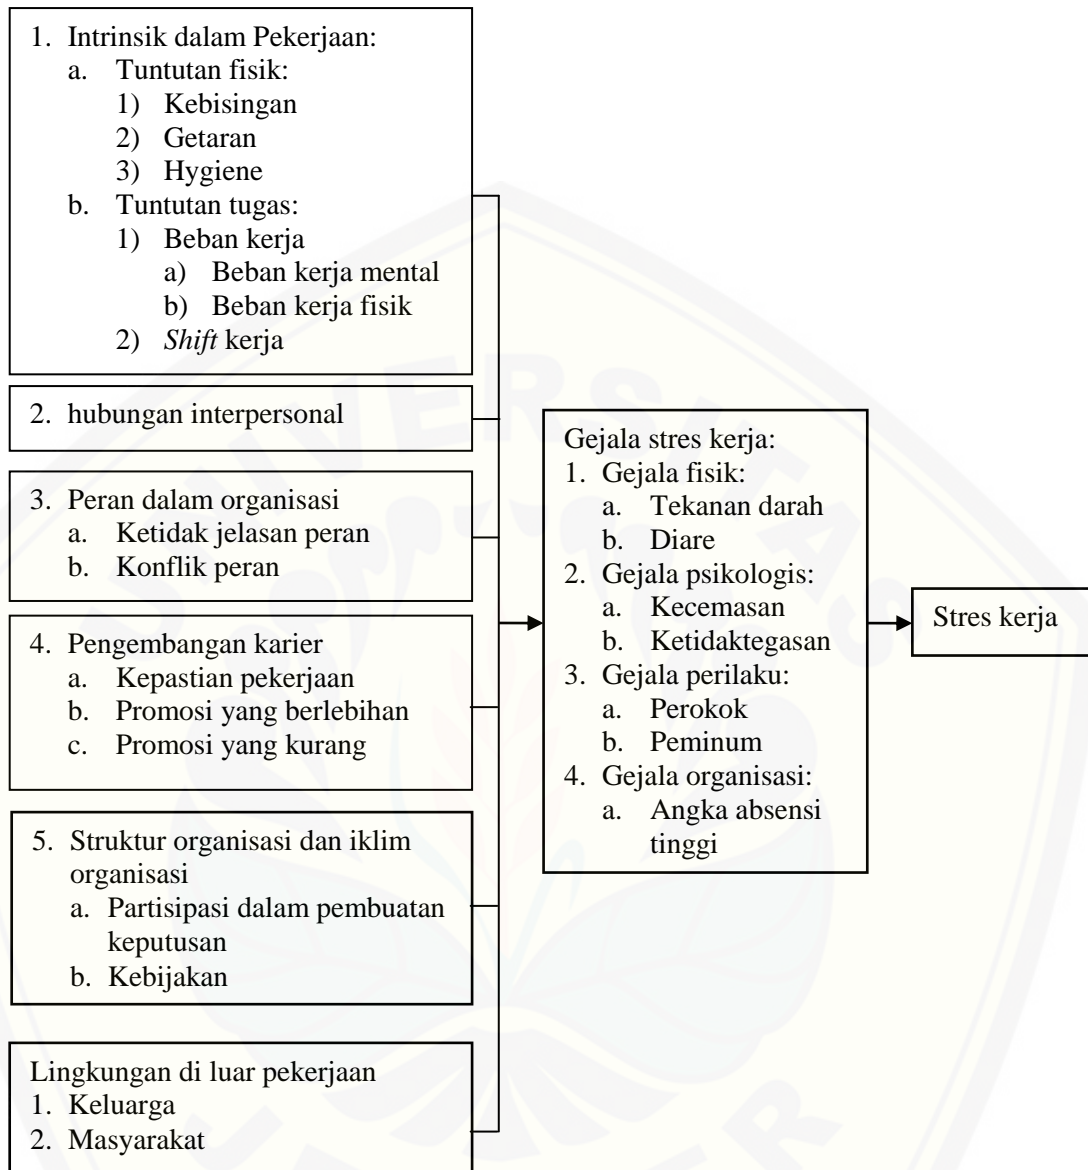 1. Intrinsik dalam Pekerjaan:
a. Tuntutan fisik:
1) Kebisingan
2) Getaran
3) Hygiene
b. Tuntutan tugas:
1) Beban kerja
a) Beban kerja mental
b) Beban kerja fisik
2) Shift kerja
2. hubungan interpersonal
3. Peran dalam organisasi
a. Ketidak jelasan peran
b. Konflik peran
4. Pengembangan karier
a. Kepastian pekerjaan
b. Promosi yang berlebihan
c. Promosi yang kurang
5. Struktur organisasi dan iklim
organisasi
a. Partisipasi dalam pembuatan
keputusan
b. Kebijakan
Lingkungan di luar pekerjaan
1. Keluarga
2. Masyarakat
Gejala stres kerja:
1. Gejala fisik:
a. Tekanan darah
b. Diare
2. Gejala psikologis:
a. Kecemasan
b. Ketidaktegasan
3. Gejala perilaku:
a. Perokok
b. Peminum
4. Gejala organisasi:
a. Angka absensi
tinggi
Stres kerja
UNIVERSITAS